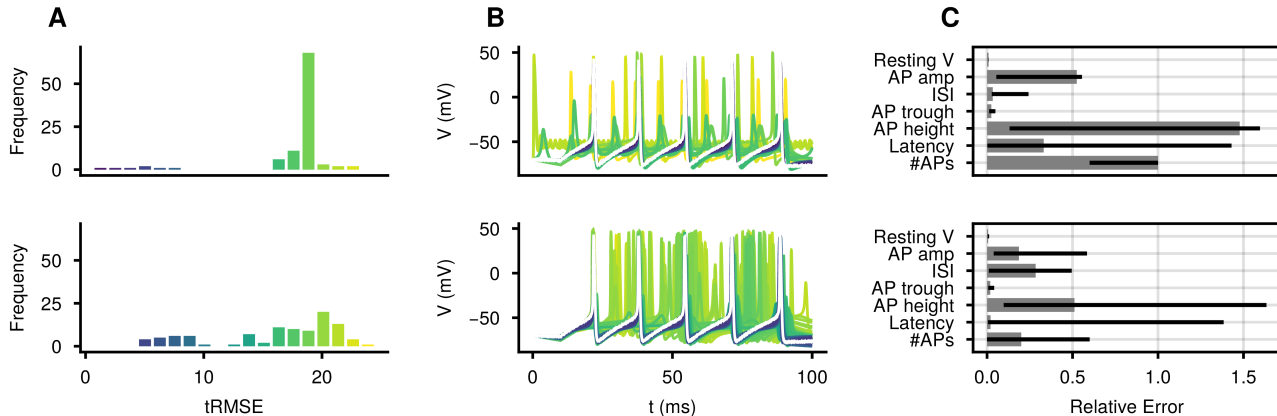 A
B
C
Frequency
50
25
0
V (mV)
50
0
−50
Resting V
AP amp
ISI
AP trough
AP height
Latency
#APs
Frequency
50
25
0
0
10
20
tRMSE
V (mV)
50
0
−50
0
50
100
t (ms)
Resting V
AP amp
ISI
AP trough
AP height
Latency
#APs
0.0
0.5
1.0
1.5
Relative Error